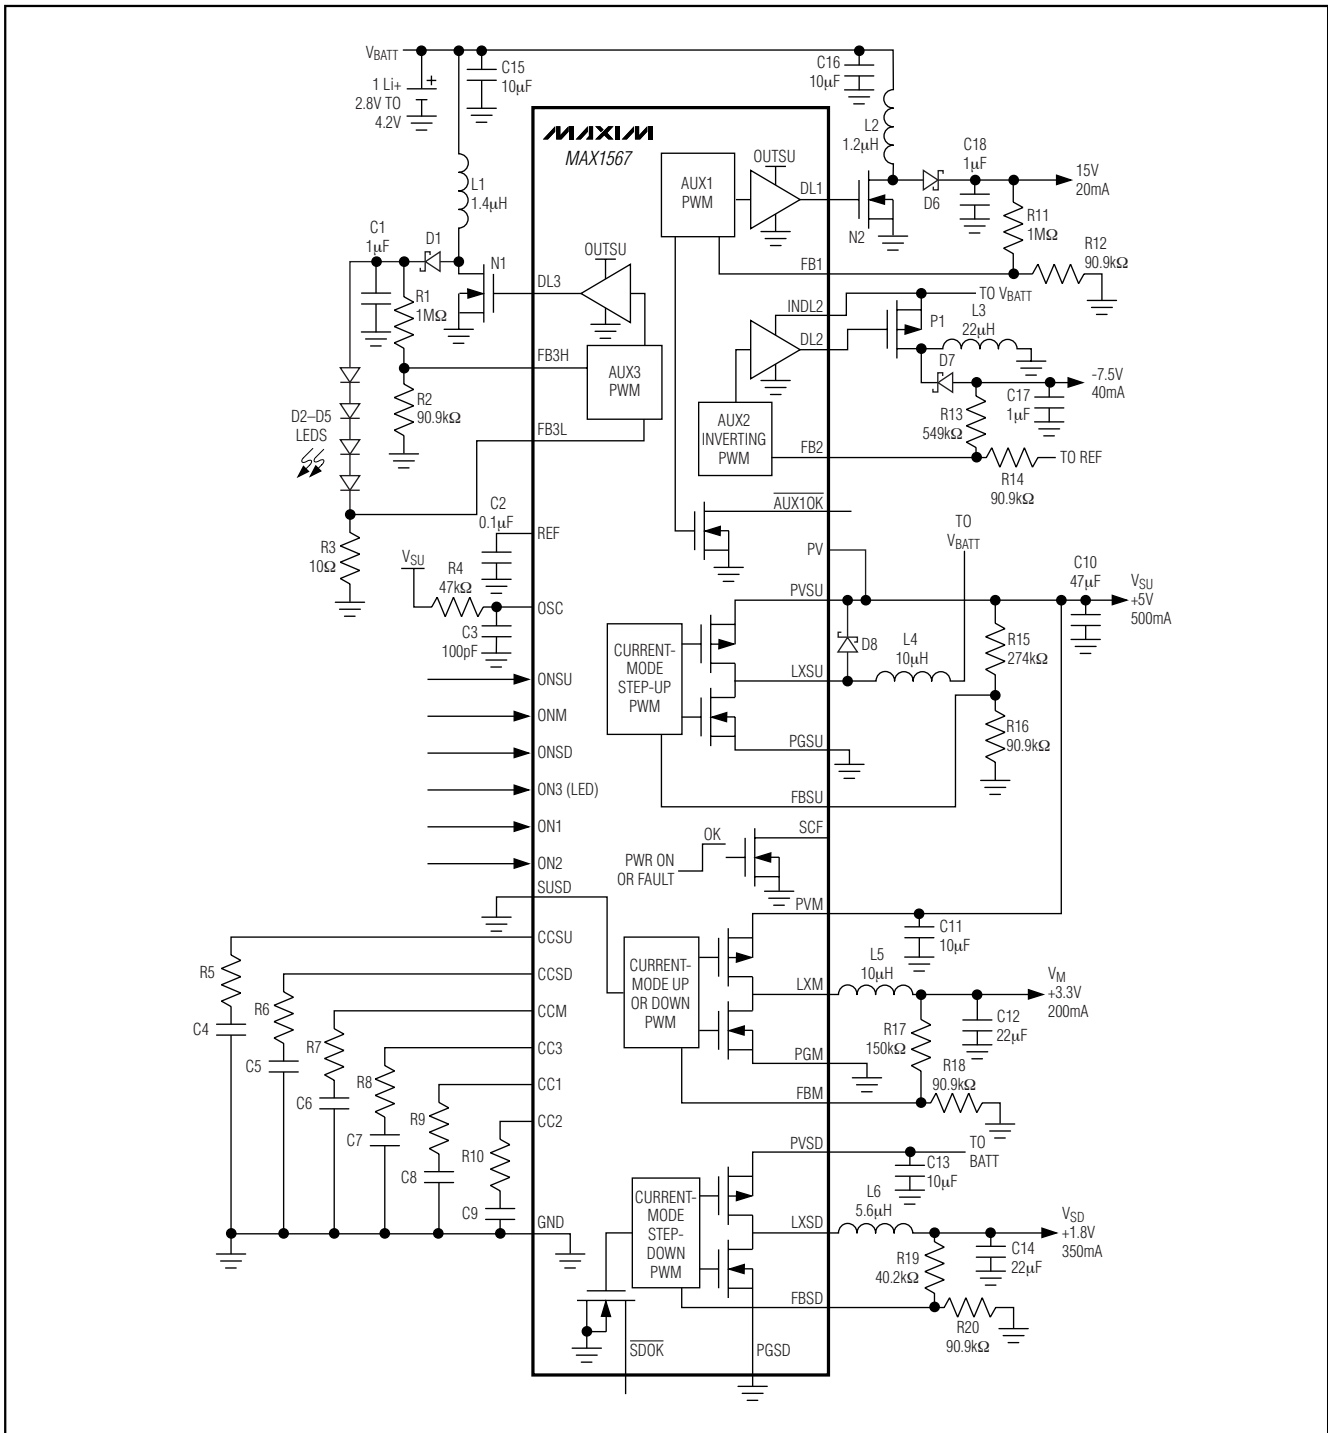 VBATT
1 Li+
2.8V TO
4.2V
+
C15
10µF
C16
10µF
L2
1.2µH
MAXIM
MAX1567
L1
1.4µH
C1
1µF
D1
N1
R1
1MΩ
R2
90.9kΩ
D2–D5
LEDS
R3
10Ω
DL3
OUTSU
FB3H
AUX3
PWM
FB3L
AUX1
PWM
OUTSU
DL1
N2
D6
C18
1µF
15V
20mA
R11
1MΩ
R12
90.9kΩ
FB1
INDL2
TO VBATT
P1
L3
22µH
DL2
D7
-7.5V
40mA
C17
1µF
R13
549kΩ
AUX2
INVERTING
PWM
FB2
R14
90.9kΩ
TO REF
AUX1OK
C2
0.1µF
REF
VSU
R4
47kΩ
OSC
C3
100pF
PV
TO
VBATT
PVSU
C10
47µF
VSU
+5V
500mA
CURRENT-
MODE
STEP-UP
PWM
D8
L4
10µH
LXSU
R15
274kΩ
R16
90.9kΩ
PGSU
FBSU
ONSU
ONM
ONSD
ON3 (LED)
ON1
ON2
SUSD
SCF
OK
PWR ON
OR FAULT
PVM
C11
10µF
CURRENT-
MODE UP
OR DOWN
PWM
L5
10µH
LXM
VM
+3.3V
200mA
C12
22µF
R17
150kΩ
R18
90.9kΩ
PGM
FBM
CCSU
R5
C4
CCSD
R6
C5
CCM
R7
C6
CC3
R8
C7
CC1
R9
C8
CC2
R10
C9
GND
PVSD
TO
BATT
C13
10µF
CURRENT-
MODE
STEP-
DOWN
PWM
L6
5.6µH
LXSD
VSD
+1.8V
350mA
C14
22µF
R19
40.2kΩ
FBSD
R20
90.9kΩ
SDOK
PGSD